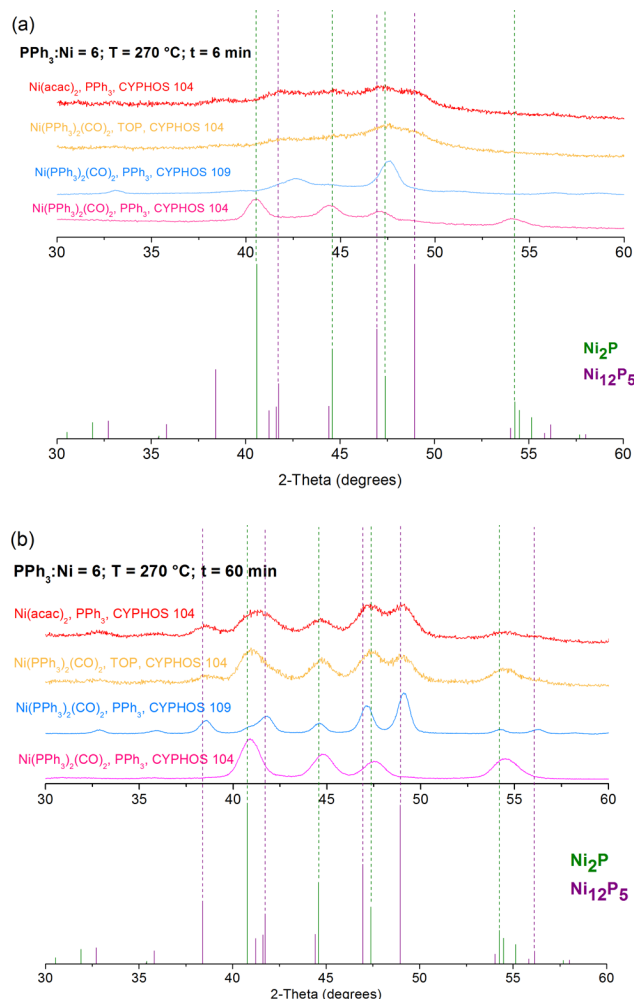 (a)
PPh₃:Ni = 6; T = 270 °C; t = 6 min
Ni(acac)₂, PPh₃, CYPHOS 104
Ni(PPh₃)₂(CO)₂, TOP, CYPHOS 104
Ni(PPh₃)₂(CO)₂, PPh₃, CYPHOS 109
Ni(PPh₃)₂(CO)₂, PPh₃, CYPHOS 104
30 35 40 45 50 55 60
Ni₂P
Ni₁₂P₅
30 35 40 45 50 55 60
2-Theta (degrees)
(b)
PPh₃:Ni = 6; T = 270 °C; t = 60 min
Ni(acac)₂, PPh₃, CYPHOS 104
Ni(PPh₃)₂(CO)₂, TOP, CYPHOS 104
Ni(PPh₃)₂(CO)₂, PPh₃, CYPHOS 109
Ni(PPh₃)₂(CO)₂, PPh₃, CYPHOS 104
30 35 40 45 50 55 60
Ni₂P
Ni₁₂P₅
30 35 40 45 50 55 60
2-Theta (degrees)